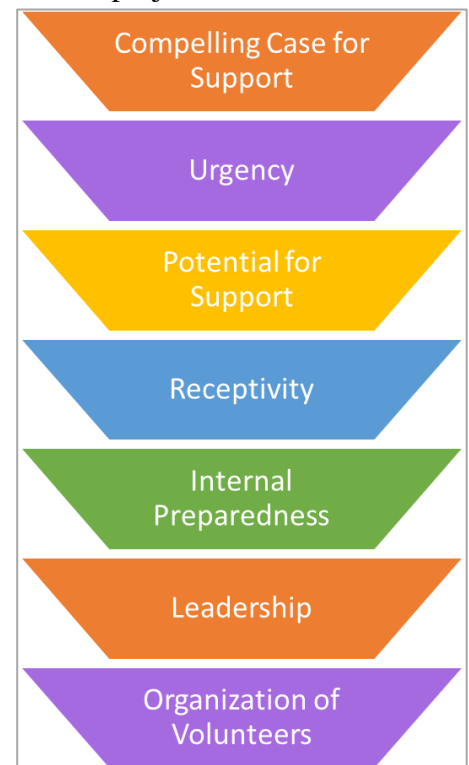 Compelling Case for
Support
Urgency
Potential for
Support
Receptivity
Internal
Preparedness
Leadership
Organization of
Volunteers